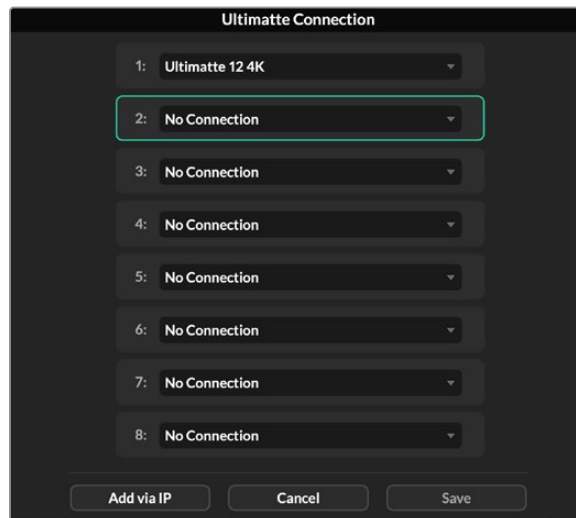 Ultimatte Connection
1: Ultimatte 12 4K
2: No Connection
3: No Connection
4: No Connection
5: No Connection
6: No Connection
7: No Connection
8: No Connection
Add via IP Cancel Save